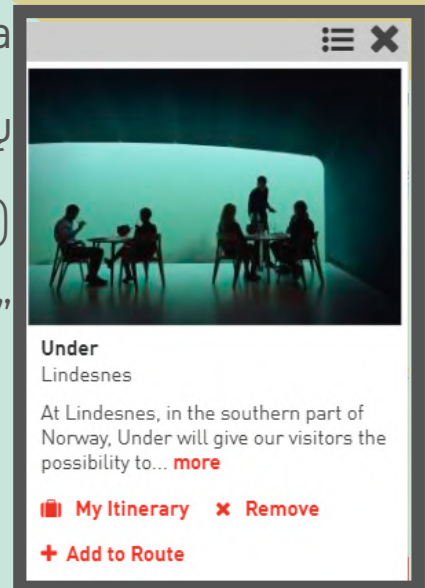 a
Under
Lindesnes
At Lindesnes, in the southern part of
Norway, Under will give our visitors the
possibility to... more
My Itinerary × Remove
+ Add to Route